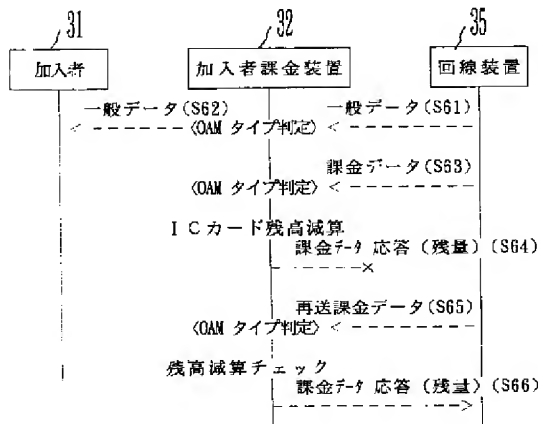 31 32 35
加入者 加入者課金装置 回線装置
一般データ(S62) 一般データ(S61)
〈OAM タイプ判定〉
課金データ(S63)
〈OAM タイプ判定〉
ICカード残高減算
課金データ 応答 (残量) (S64)
再送課金データ(S65)
〈OAM タイプ判定〉
残高減算チェック
課金データ 応答 (残量) (S66)